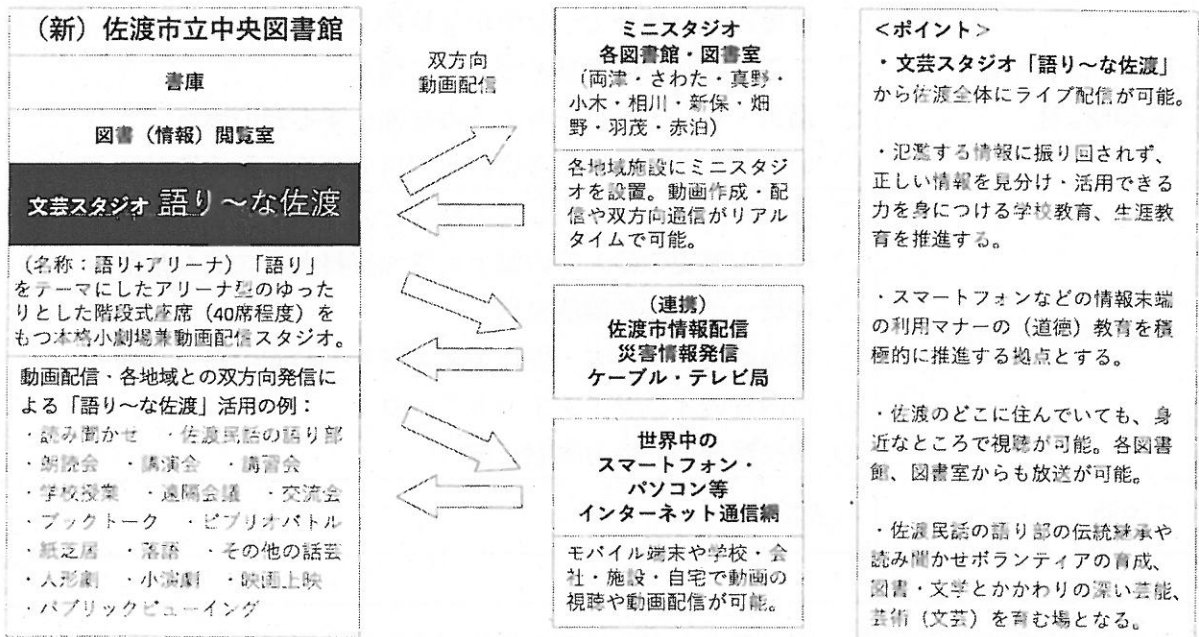 （新）佐渡市立中央図書館
書庫
図書（情報）閲覧室
文芸スタジオ 語り～な佐渡
（名称：語り+アリーナ）「語り」
をテーマにしたアリーナ型のゆった
りとした階段式座席（40席程度）を
もつ本格小劇場兼動画配信スタジオ。
動画配信・各地域との双方向発信に
よる「語り～な佐渡」活用の例：
・読み聞かせ ・佐渡民話の語り部
・朗読会 ・講演会 ・講習会
・学校授業 ・遠隔会議 ・交流会
・ブックトーク ・ビブリオバトル
・紙芝居 ・落語 ・その他の話芸
・人形劇 ・小演劇 ・映画上映
・パブリックビューイング
双方向
動画配信
ミニスタジオ
各図書館・図書室
（両津・さわた・真野・
小木・相川・新保・畑
野・羽茂・赤泊）
各地域施設にミニスタジ
オを設置。動画作成・配
信や双方向通信がリアル
タイムで可能。
（連携）
佐渡市情報配信
災害情報発信
ケーブル・テレビ局
世界中の
スマートフォン・
パソコン等
インターネット通信網
モバイル端末や学校・会
社・施設・自宅で動画の
視聴や動画配信が可能。
＜ポイント＞
・文芸スタジオ「語り～な佐渡」
から佐渡全体にライブ配信が可能。
・氾濫する情報に振り回されず、
正しい情報を見分け・活用できる
力を身につける学校教育、生涯教
育を推進する。
・スマートフォンなどの情報末端
の利用マナーの（道徳）教育を積
極的に推進する拠点とする。
・佐渡のどこに住んでいても、身
近なところで視聴が可能。各図書
館、図書室からも放送が可能。
・佐渡民話の語り部の伝統継承や
読み聞かせボランティアの育成、
図書・文学とかかわりの深い芸能、
芸術（文芸）を育む場となる。